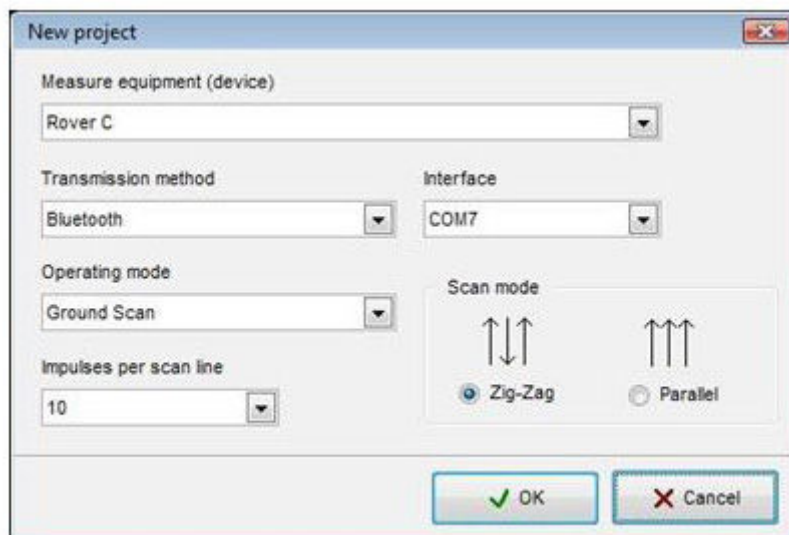 New project
Measure equipment (device)
Rover C
Transmission method
Interface
Bluetooth
COM7
Operating mode
Ground Scan
Scan mode
Impulses per scan line
10
Zig-Zag
Parallel
OK
Cancel